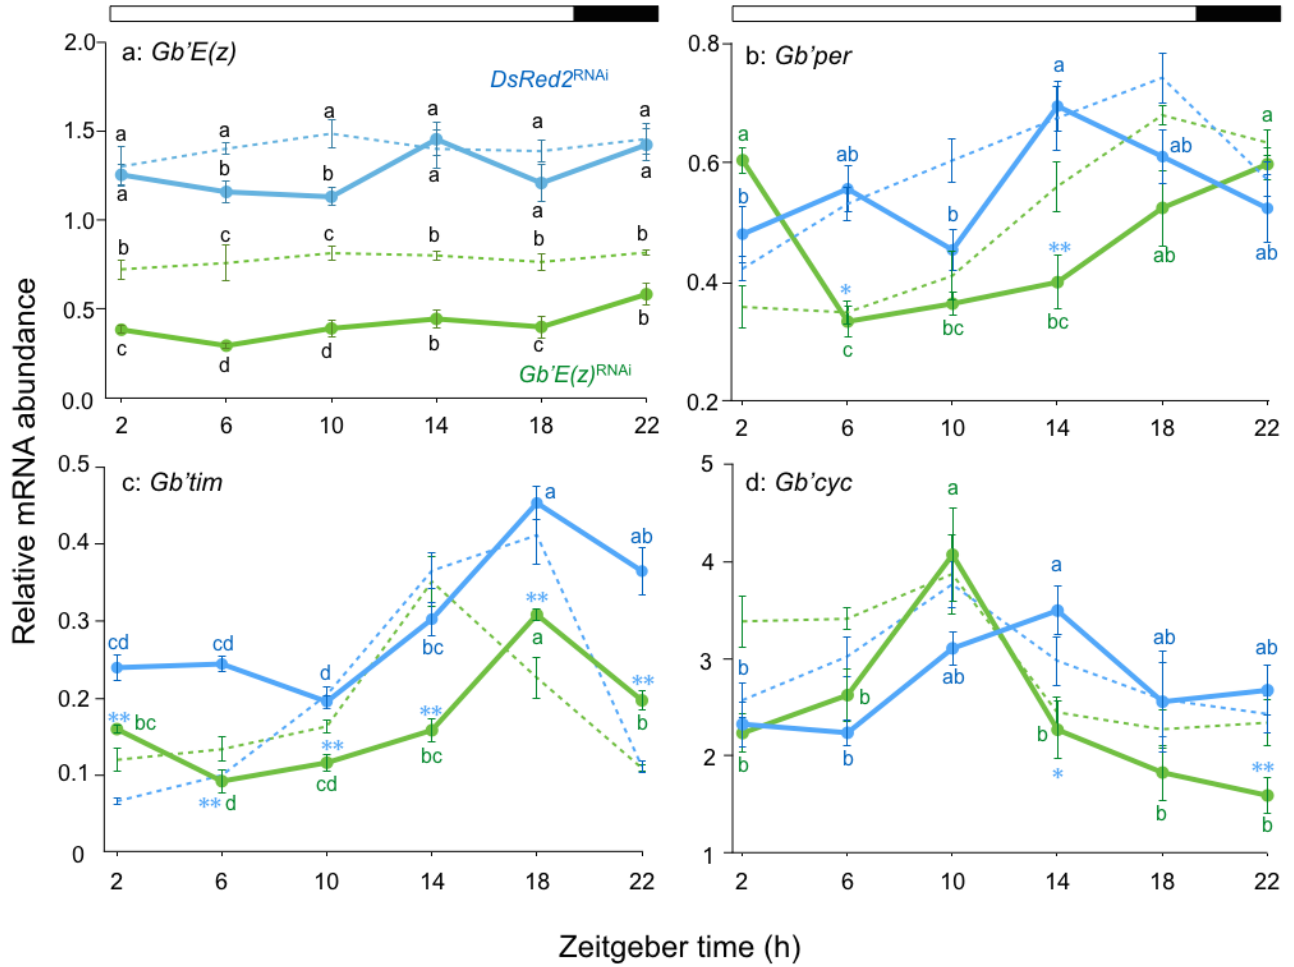 a: Gb'E(z)
DsRed2RNAi
2.0
1.5
1.0
0.5
0.0
a a a a a a
a b b a a a
b c c b b b
c d d b c b
Gb'E(z)RNAi
2 6 10 14 18 22
b: Gb'per
0.8
0.6
0.4
0.2
a
a ab b a ab ab
b
* **
c bc bc ab
2 6 10 14 18 22
Relative mRNA abundance
c: Gb'tim
0.5
0.4
0.3
0.2
0.1
0
cd cd d bc a ab
** bc
** d
** cd
** bc
** a
** b
2 6 10 14 18 22
d: Gb'cyc
5
4
3
2
1
b b ab a ab ab
b b a b b b
* **
2 6 10 14 18 22
Zeitgeber time (h)